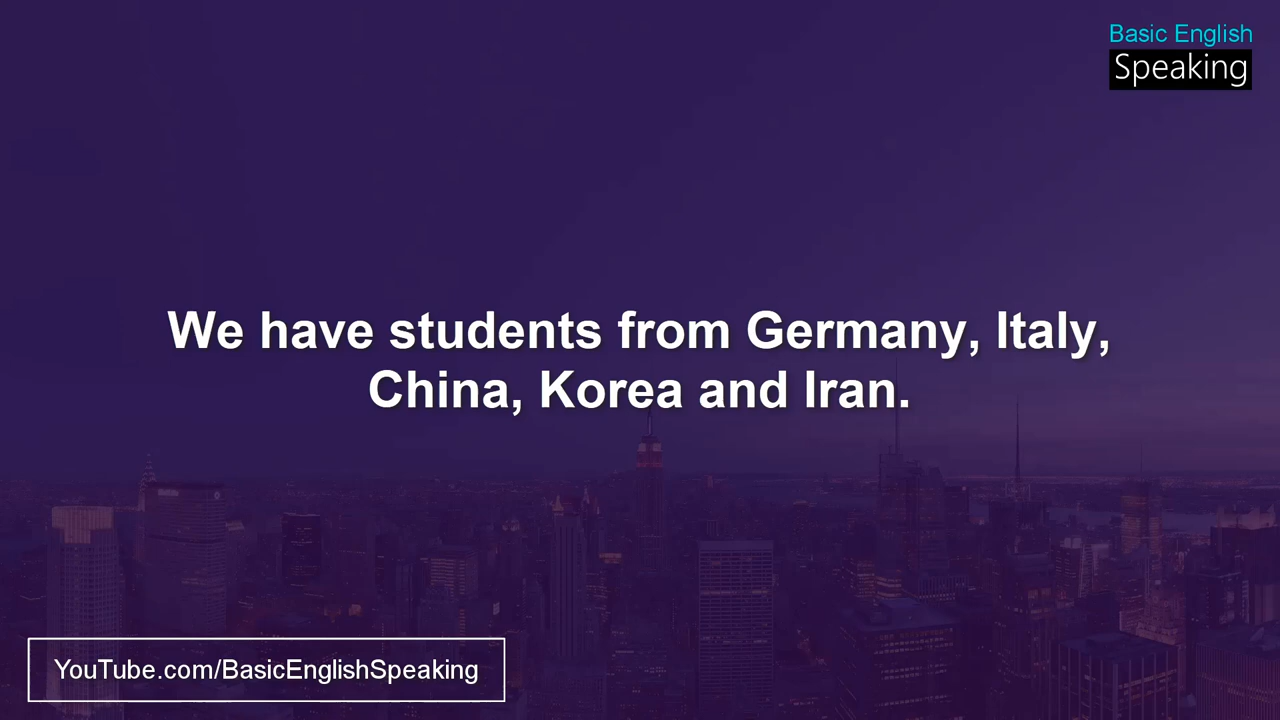 Basic English
Speaking
We have students from Germany, Italy,
China, Korea and Iran.
YouTube.com/BasicEnglishSpeaking